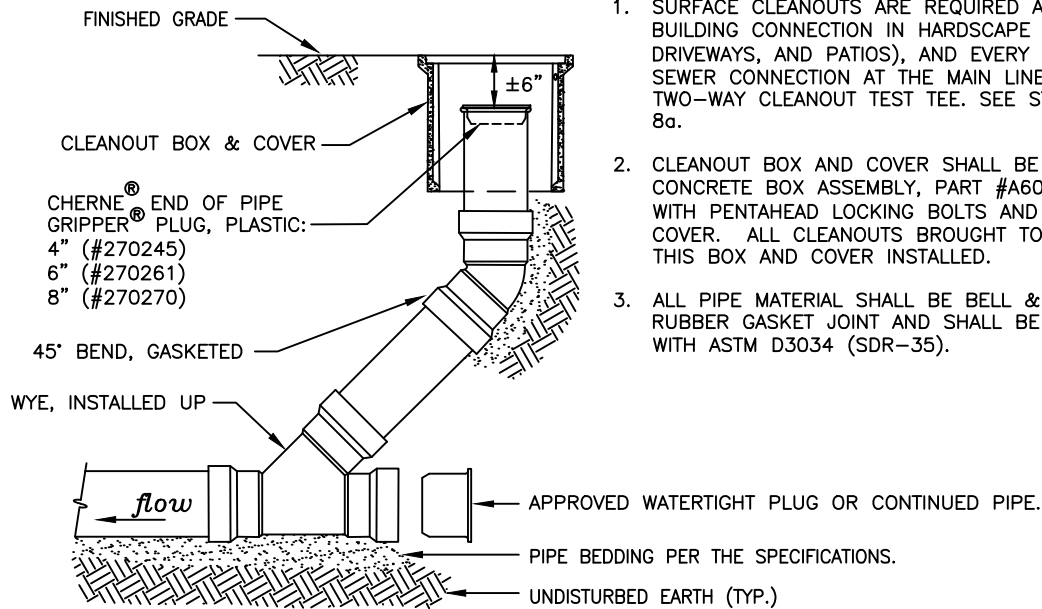 FINISHED GRADE
±6"
CLEANOUT BOX & COVER
CHERNE® END OF PIPE
GRIPPER® PLUG, PLASTIC:
4" (#270245)
6" (#270261)
8" (#270270)
45° BEND, GASKETED
WYE, INSTALLED UP
flow
APPROVED WATERTIGHT PLUG OR CONTINUED PIPE.
PIPE BEDDING PER THE SPECIFICATIONS.
UNDISTURBED EARTH (TYP.)
1. SURFACE CLEANOUTS ARE REQUIRED
BUILDING CONNECTION IN HARDSCAPE
DRIVEWAYS, AND PATIOS), AND EVERY
SEWER CONNECTION AT THE MAIN LINE
TWO-WAY CLEANOUT TEST TEE. SEE
8a.
2. CLEANOUT BOX AND COVER SHALL BE
CONCRETE BOX ASSEMBLY, PART #A60
WITH PENTAHEAD LOCKING BOLTS AND
COVER. ALL CLEANOUTS BROUGHT TO
THIS BOX AND COVER INSTALLED.
3. ALL PIPE MATERIAL SHALL BE BELL &
RUBBER GASKET JOINT AND SHALL BE
WITH ASTM D3034 (SDR-35).